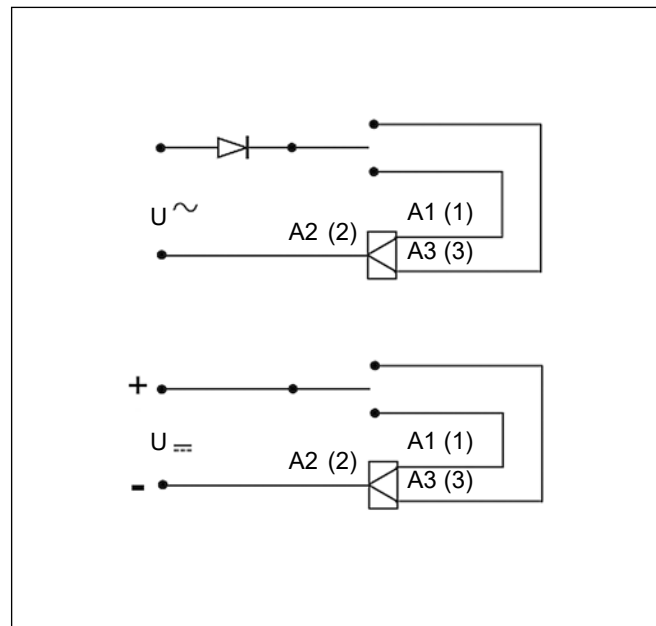 U ~
A1 (1)
A2 (2)
A3 (3)
+
U ⎓
A1 (1)
A2 (2)
A3 (3)
-